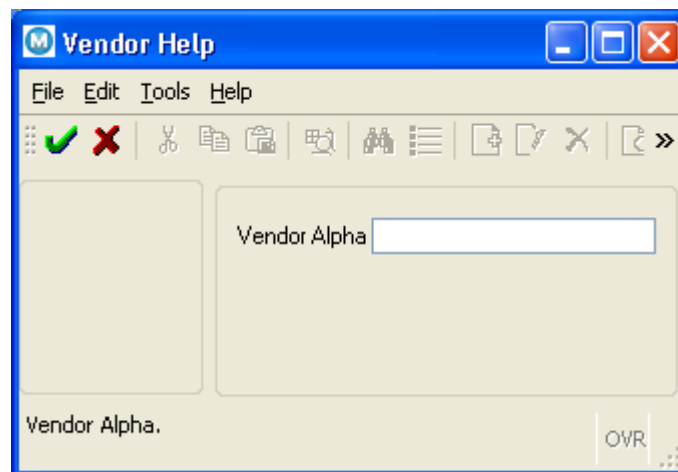 M Vendor Help
File Edit Tools Help
Vendor Alpha
Vendor Alpha.
OVR